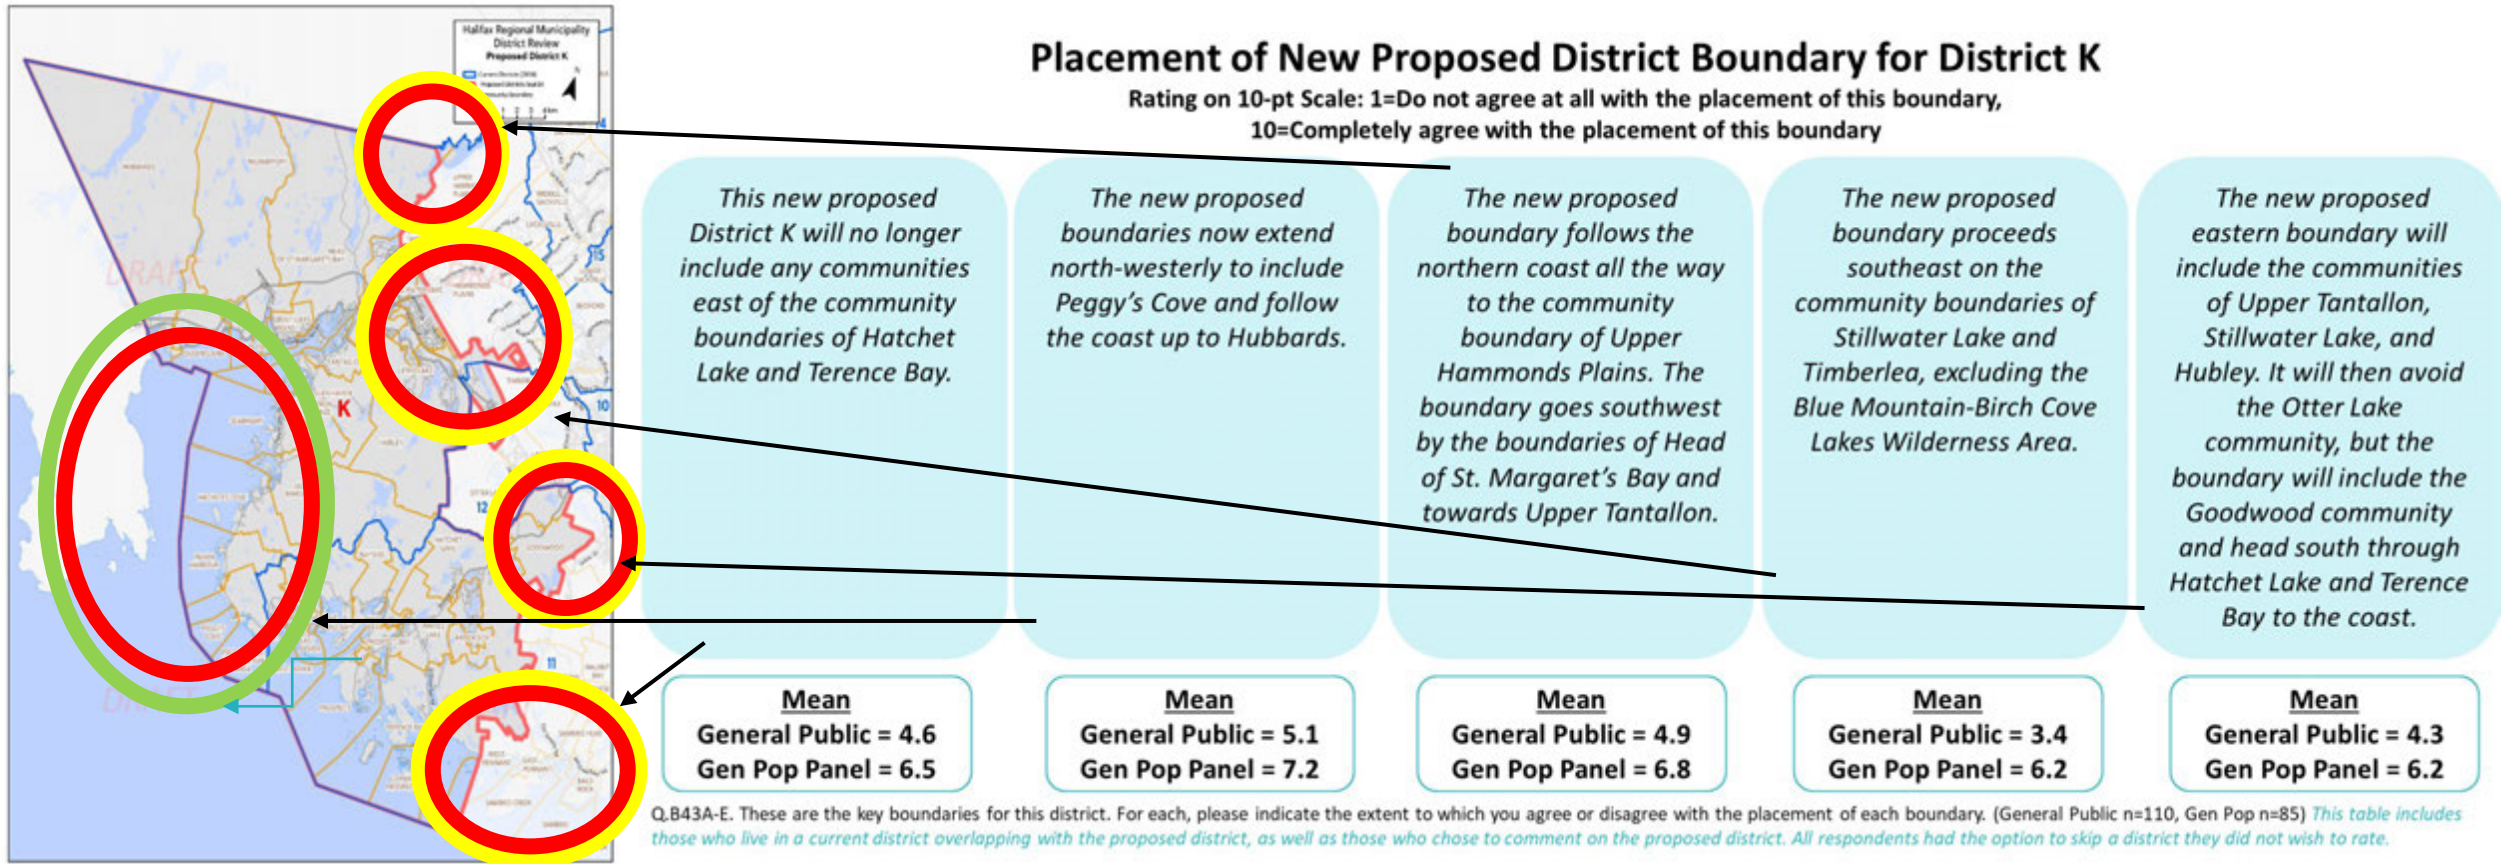 Halifax Regional Municipality
District Review
Proposed District K
Placement of New Proposed District Boundary for District K
Rating on 10-pt Scale: 1=Do not agree at all with the placement of this boundary,
10=Completely agree with the placement of this boundary
This new proposed
District K will no longer
include any communities
east of the community
boundaries of Hatchet
Lake and Terence Bay.
The new proposed
boundaries now extend
north-westerly to include
Peggy’s Cove and follow
the coast up to Hubbards.
The new proposed
boundary follows the
northern coast all the way
to the community
boundary of Upper
Hammonds Plains. The
boundary goes southwest
by the boundaries of Head
of St. Margaret’s Bay and
towards Upper Tantallon.
The new proposed
boundary proceeds
southeast on the
community boundaries of
Stillwater Lake and
Timberlea, excluding the
Blue Mountain-Birch Cove
Lakes Wilderness Area.
The new proposed
eastern boundary will
include the communities
of Upper Tantallon,
Stillwater Lake, and
Hubley. It will then avoid
the Otter Lake
community, but the
boundary will include the
Goodwood community
and head south through
Hatchet Lake and Terence
Bay to the coast.
Mean
General Public = 4.6
Gen Pop Panel = 6.5
Mean
General Public = 5.1
Gen Pop Panel = 7.2
Mean
General Public = 4.9
Gen Pop Panel = 6.8
Mean
General Public = 3.4
Gen Pop Panel = 6.2
Mean
General Public = 4.3
Gen Pop Panel = 6.2
Q.B43A-E. These are the key boundaries for this district. For each, please indicate the extent to which you agree or disagree with the placement of each boundary. (General Public n=110, Gen Pop n=85) This table includes
those who live in a current district overlapping with the proposed district, as well as those who chose to comment on the proposed district. All respondents had the option to skip a district they did not wish to rate.
DRAFT
K
15
10
12
11